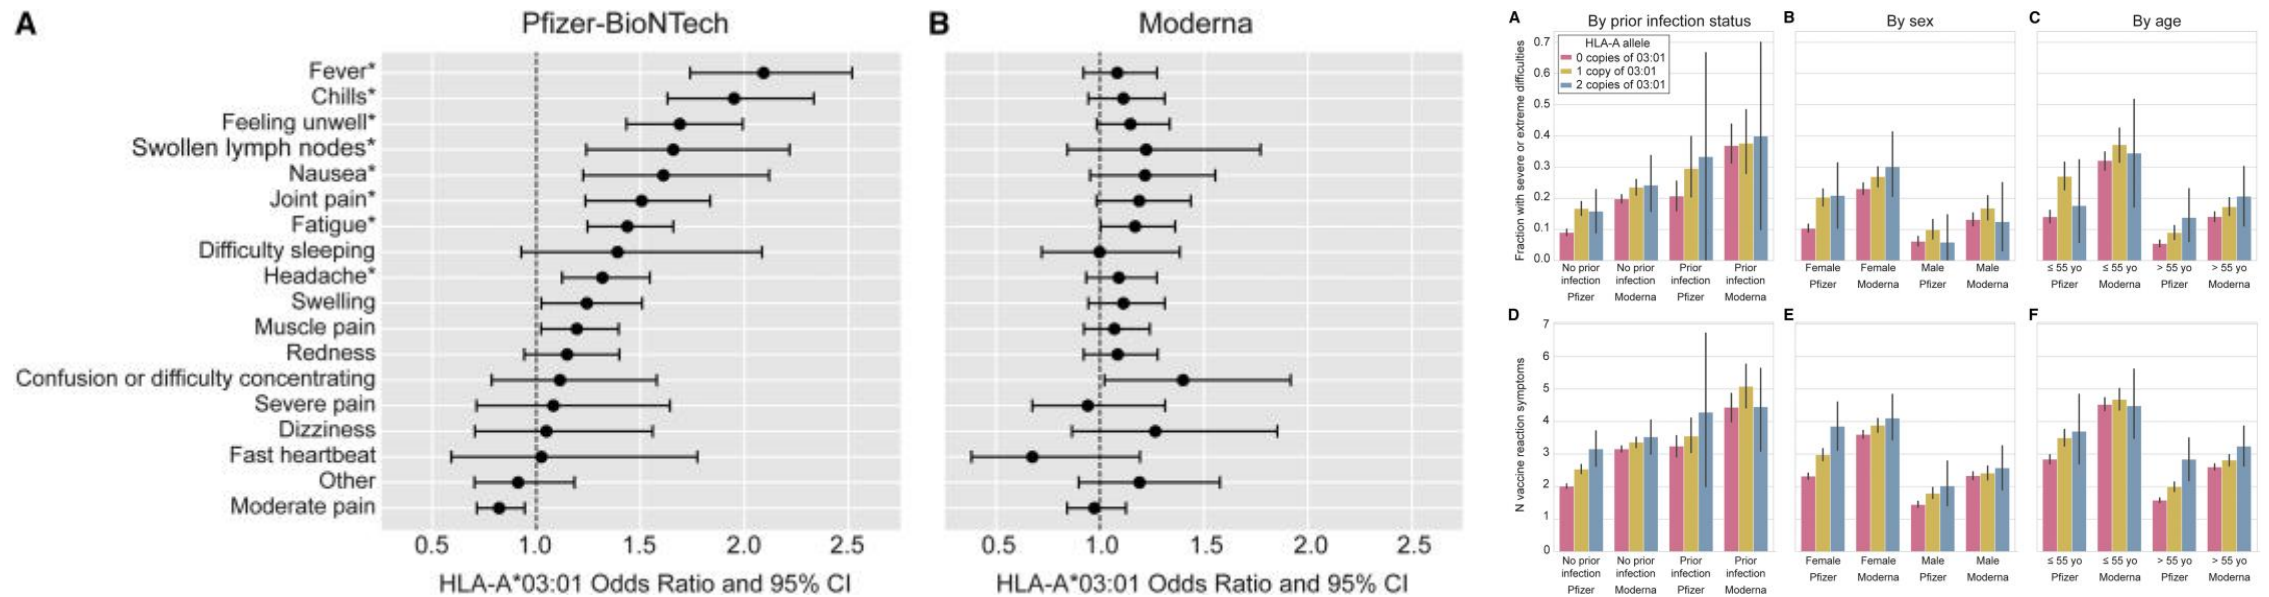 A
Pfizer-BioNTech
Fever*
Chills*
Feeling unwell*
Swollen lymph nodes*
Nausea*
Joint pain*
Fatigue*
Difficulty sleeping
Headache*
Swelling
Muscle pain
Redness
Confusion or difficulty concentrating
Severe pain
Dizziness
Fast heartbeat
Other
Moderate pain
0.5 1.0 1.5 2.0 2.5
HLA-A*03:01 Odds Ratio and 95% CI
B
Moderna
0.5 1.0 1.5 2.0 2.5
HLA-A*03:01 Odds Ratio and 95% CI
A
By prior infection status
Fraction with severe or extreme difficulties
0.7
0.6
0.5
0.4
0.3
0.2
0.1
0.0
HLA-A allele
0 copies of 03:01
1 copy of 03:01
2 copies of 03:01
No prior No prior Prior Prior
infection infection infection infection
Pfizer Moderna Pfizer Moderna
B
By sex
Female Female Male Male
Pfizer Moderna Pfizer Moderna
C
By age
≤ 55 yo ≤ 55 yo > 55 yo > 55 yo
Pfizer Moderna Pfizer Moderna
D
N vaccine reaction symptoms
7
6
5
4
3
2
1
0
No prior No prior Prior Prior
infection infection infection infection
Pfizer Moderna Pfizer Moderna
E
Female Female Male Male
Pfizer Moderna Pfizer Moderna
F
≤ 55 yo ≤ 55 yo > 55 yo > 55 yo
Pfizer Moderna Pfizer Moderna